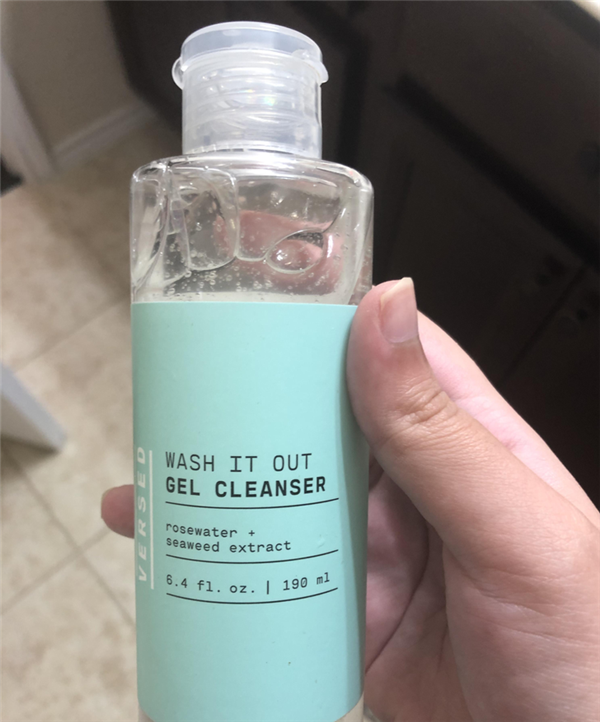 VERSED
WASH IT OUT
GEL CLEANSER
rosewater +
seaweed extract
6.4 fl. oz. | 190 ml